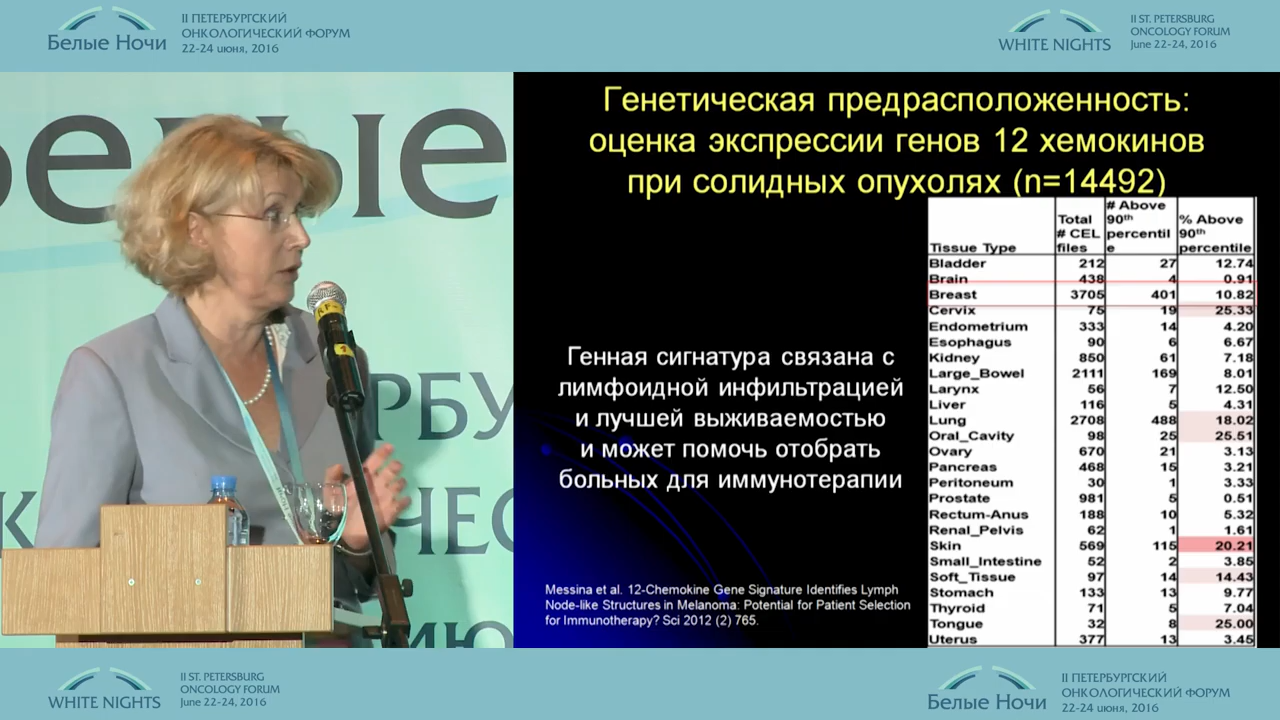 Белые Ночи
II ПЕТЕРБУРГСКИЙ
ОНКОЛОГИЧЕСКИЙ ФОРУМ
22-24 июня, 2016
WHITE NIGHTS
II ST. PETERSBURG
ONCOLOGY FORUM
June 22-24, 2016
Генетическая предрасположенность:
оценка экспрессии генов 12 хемокинов
при солидных опухолях (n=14492)
Генная сигнатура связана с
лимфоидной инфильтрацией
и лучшей выживаемостью
и может помочь отобрать
больных для иммунотерапии
Messina et al. 12-Chemokine Gene Signature Identifies Lymph
Node-like Structures in Melanoma: Potential for Patient Selection
for Immunotherapy? Sci 2012 (2) 765.
Tissue Type Total # CEL files # Above 90th percentile % Above 90th percentile
Bladder 212 27 12.74
Brain 438 4 0.91
Breast 3705 401 10.82
Cervix 75 19 25.33
Endometrium 333 14 4.20
Esophagus 90 6 6.67
Kidney 850 61 7.18
Large_Bowel 2111 169 8.01
Larynx 56 7 12.50
Liver 116 5 4.31
Lung 2708 488 18.02
Oral_Cavity 98 25 25.51
Ovary 670 21 3.13
Pancreas 468 15 3.21
Peritoneum 30 1 3.33
Prostate 981 5 0.51
Rectum-Anus 188 10 5.32
Renal_Pelvis 62 1 1.61
Skin 569 115 20.21
Small_Intestine 52 2 3.85
Soft_Tissue 97 14 14.43
Stomach 133 13 9.77
Thyroid 71 5 7.04
Tongue 32 8 25.00
Uterus 377 13 3.45
WHITE NIGHTS
II ST. PETERSBURG
ONCOLOGY FORUM
June 22-24, 2016
Белые Ночи
II ПЕТЕРБУРГСКИЙ
ОНКОЛОГИЧЕСКИЙ ФОРУМ
22-24 июня, 2016